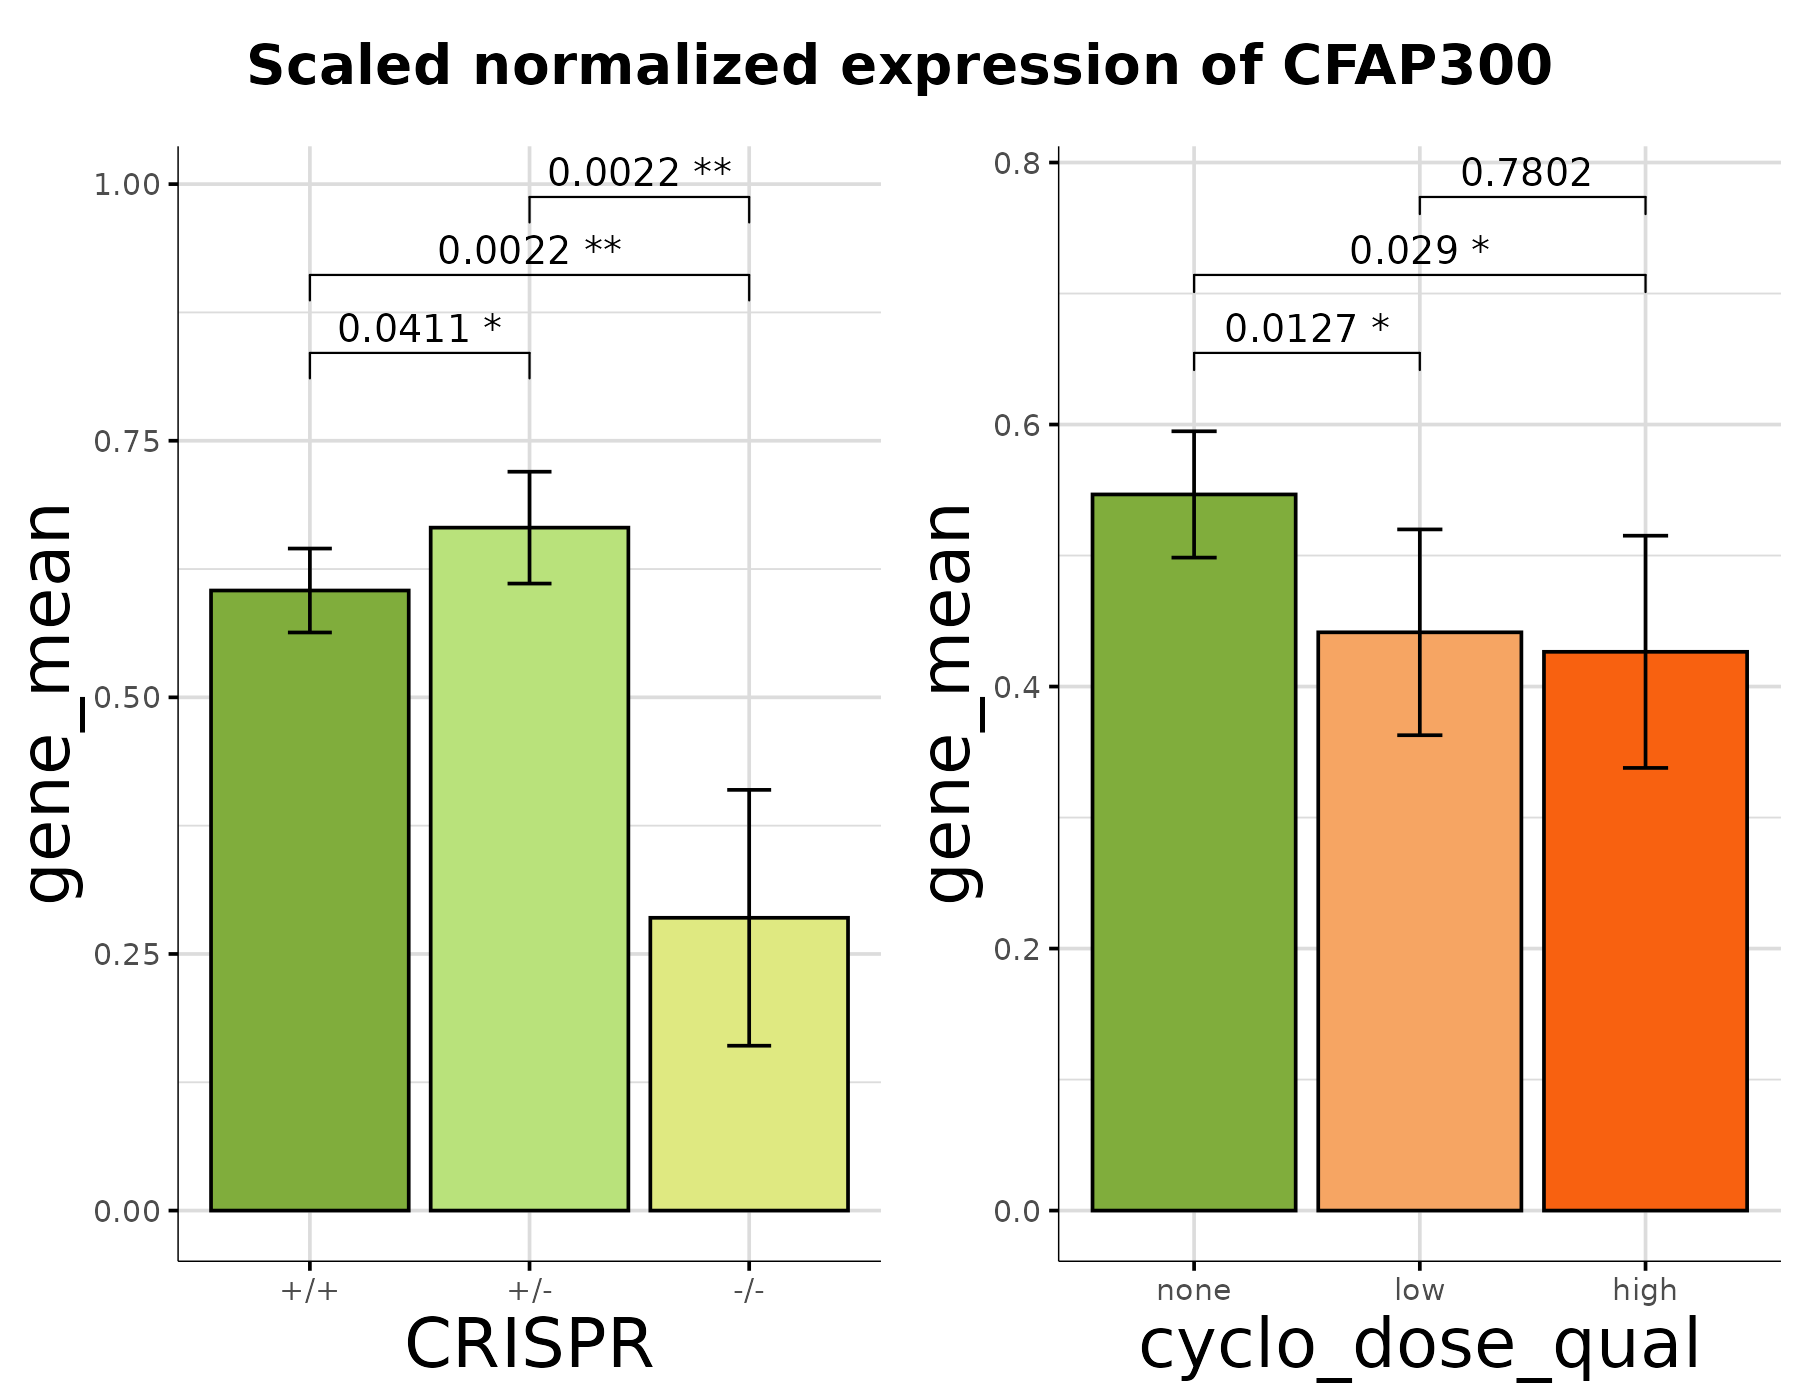 Scaled normalized expression of CFAP300
gene_mean
1.00
0.75
0.50
0.25
0.00
0.0022 **
0.0022 **
0.0411 *
+/+ +/- -/-
CRISPR
gene_mean
0.8
0.6
0.4
0.2
0.0
0.7802
0.029 *
0.0127 *
none low high
cyclo_dose_qual